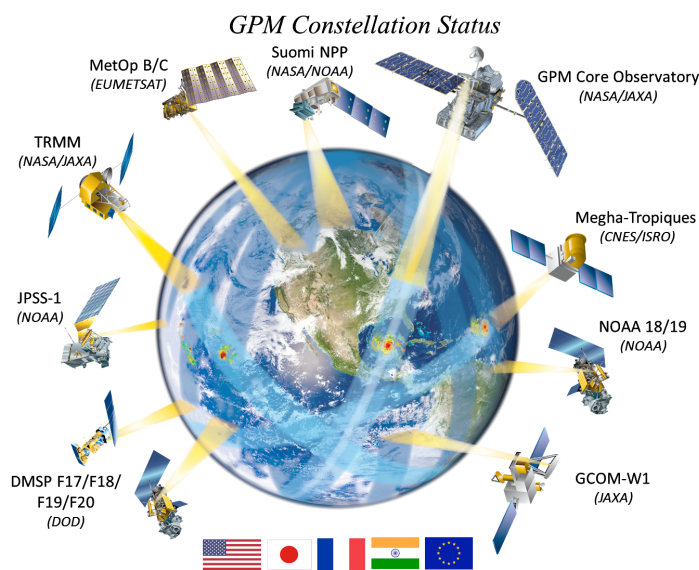 GPM Constellation Status
MetOp B/C
(EUMETSAT)
Suomi NPP
(NASA/NOAA)
GPM Core Observatory
(NASA/JAXA)
TRMM
(NASA/JAXA)
Megha-Tropiques
(CNES/ISRO)
JPSS-1
(NOAA)
NOAA 18/19
(NOAA)
DMSP F17/F18/
F19/F20
(DOD)
GCOM-W1
(JAXA)